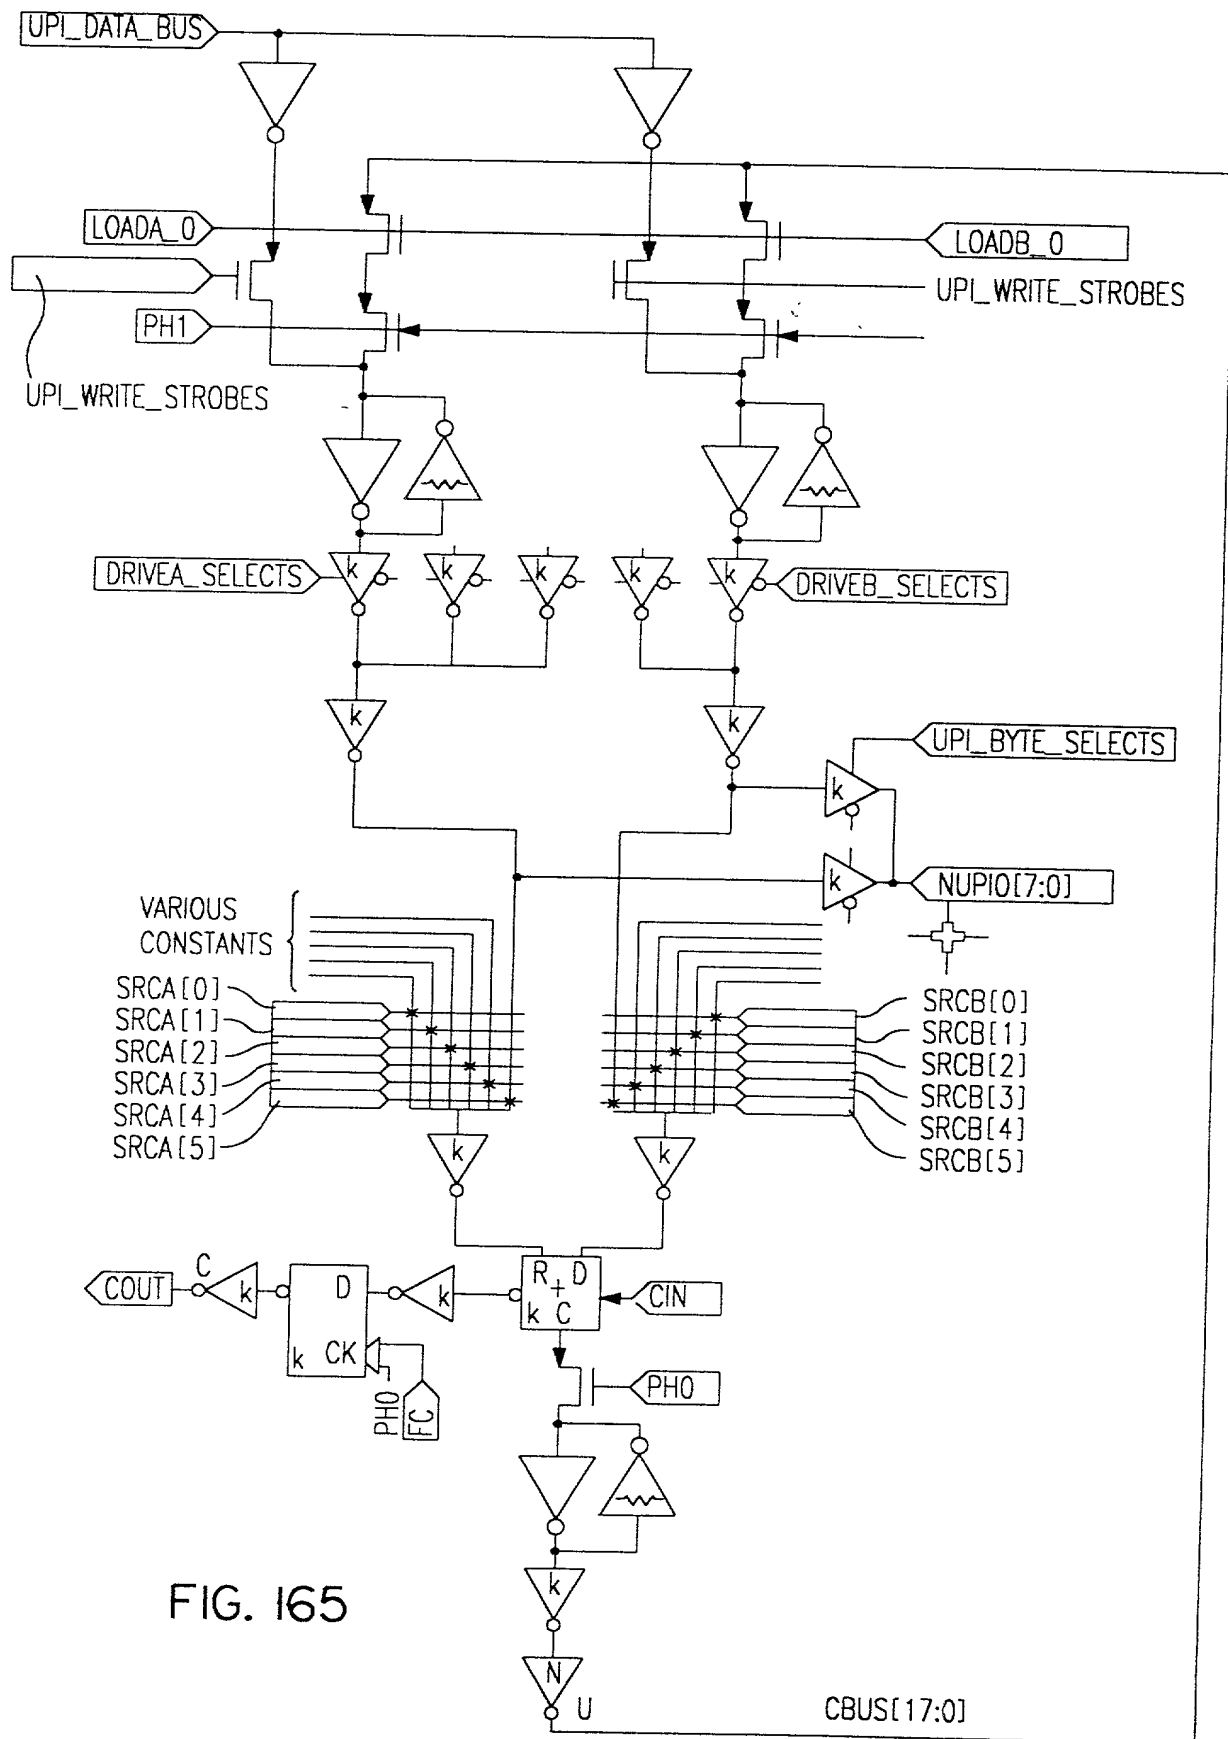 UPI_DATA_BUS
LOADA_0
LOADB_0
UPI_WRITE_STROBES
PH1
UPI_WRITE_STROBES
DRIVEA_SELECTS
k
k
k
k
k
DRIVEB_SELECTS
k
k
UPI_BYTE_SELECTS
k
k
NUPIO[7:0]
VARIOUS
CONSTANTS
SRCA[0]
SRCA[1]
SRCA[2]
SRCA[3]
SRCA[4]
SRCA[5]
SRCB[0]
SRCB[1]
SRCB[2]
SRCB[3]
SRCB[4]
SRCB[5]
k
k
COUT
C
k
D
k
CK
k
R + D
k C
CIN
PH0
FC
PH0
k
N
U
CBUS[17:0]
FIG. 165